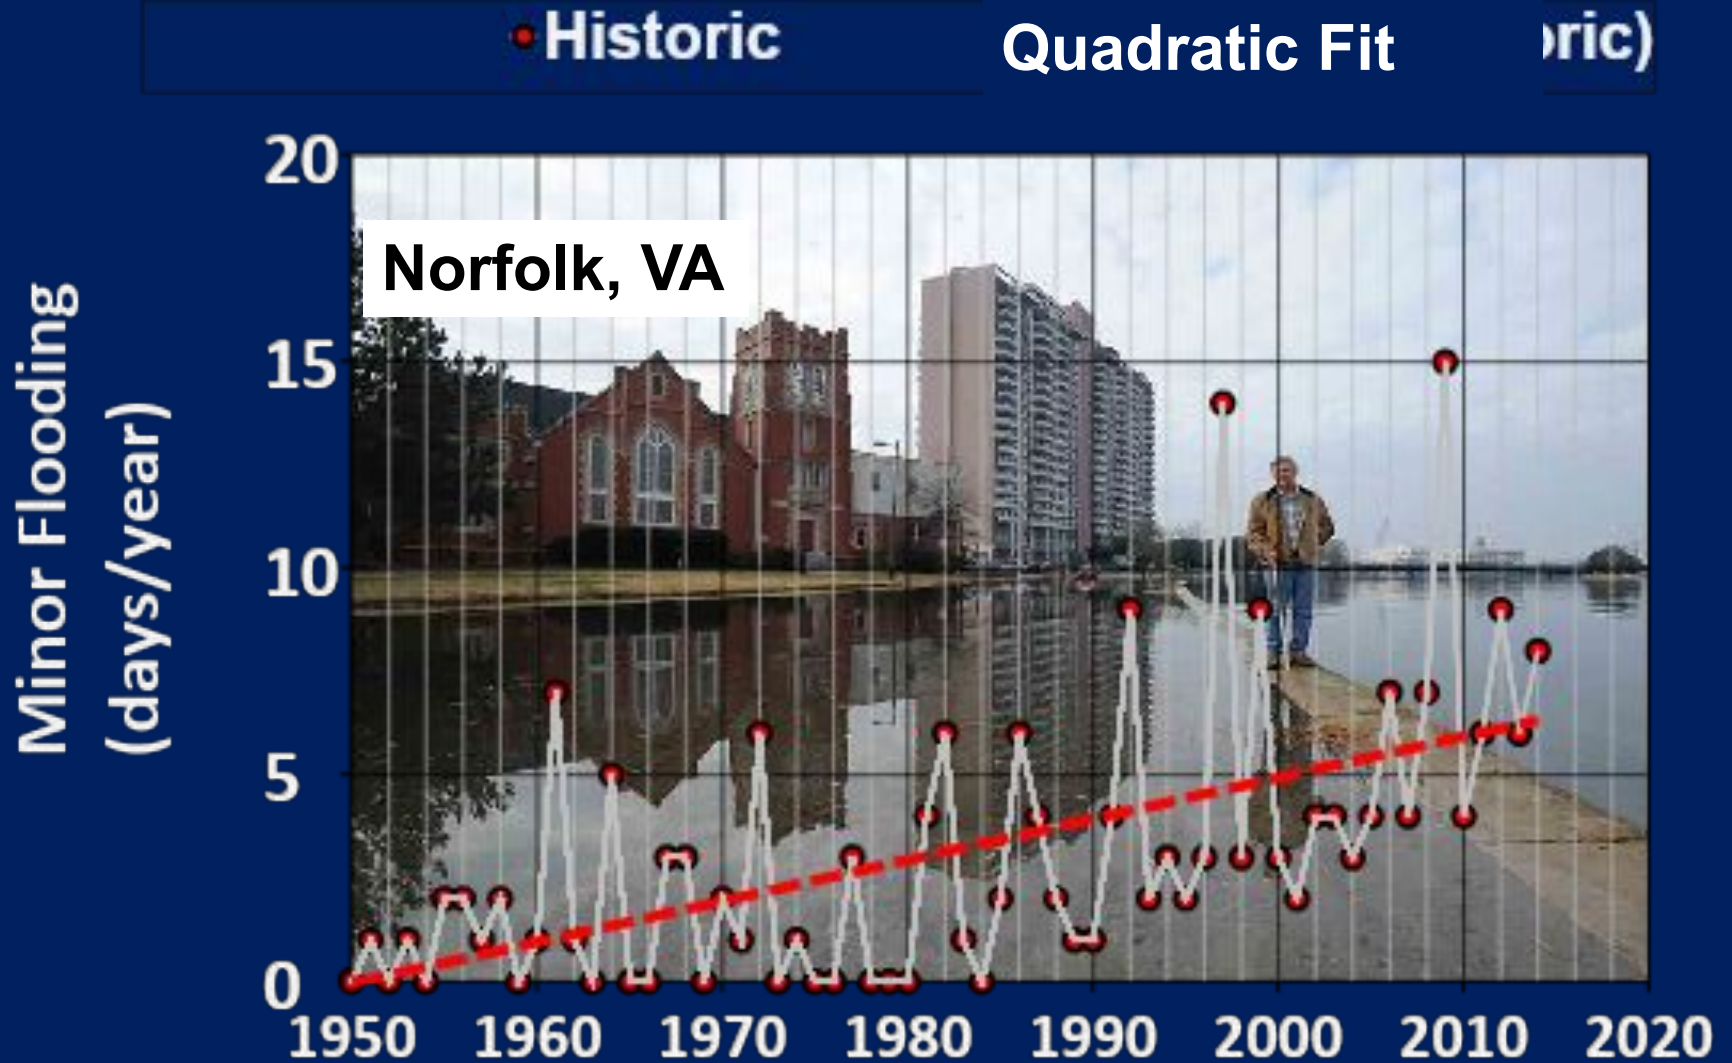 Historic
Quadratic Fit
oric)
Norfolk, VA
Minor Flooding
(days/year)
20
15
10
5
0
1950 1960 1970 1980 1990 2000 2010 2020